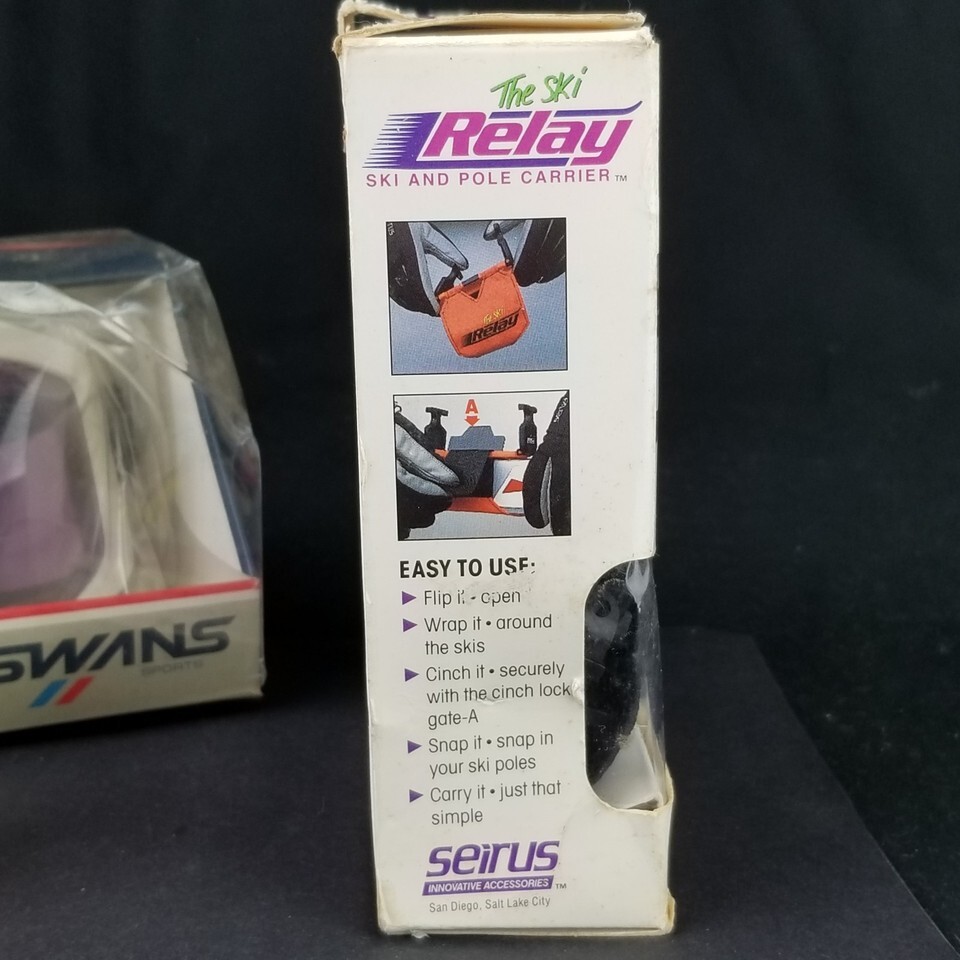 The Ski
Relay
SKI AND POLE CARRIER™
The Ski
Relay
A
EASY TO USE:
▶ Flip it • open
▶ Wrap it • around
the skis
▶ Cinch it • securely
with the cinch lock
gate-A
▶ Snap it • snap in
your ski poles
▶ Carry it • just that
simple
seirus
INNOVATIVE ACCESSORIES™
San Diego, Salt Lake City
SWANS
SPORTS